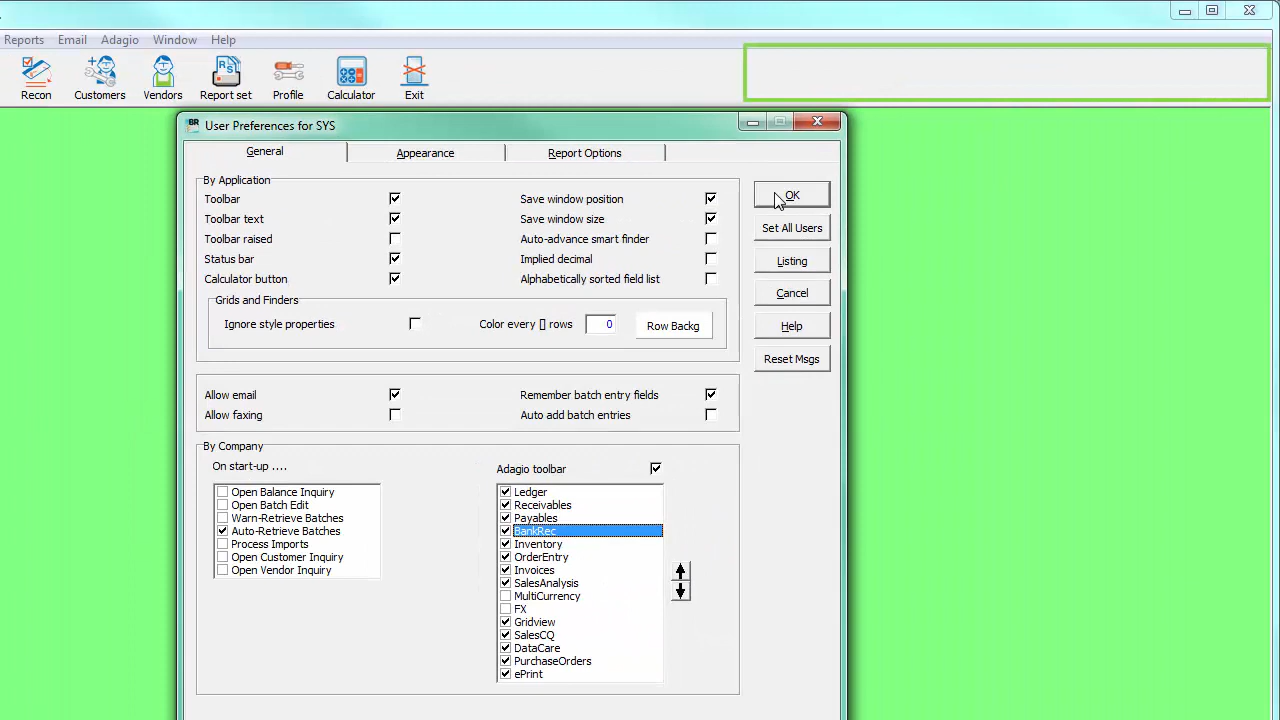 Reports Email Adagio Window Help
Recon Customers Vendors Report set Profile Calculator Exit
BR User Preferences for SYS
General Appearance Report Options
By Application
Toolbar Save window position
Toolbar text Save window size
Toolbar raised Auto-advance smart finder
Status bar Implied decimal
Calculator button Alphabetically sorted field list
Grids and Finders
Ignore style properties Color every [] rows 0 Row Backg
Allow email Remember batch entry fields
Allow faxing Auto add batch entries
By Company
On start-up ....
Open Balance Inquiry
Open Batch Edit
Warn-Retrieve Batches
Auto-Retrieve Batches
Process Imports
Open Customer Inquiry
Open Vendor Inquiry
Adagio toolbar
Ledger
Receivables
Payables
BankRec
Inventory
OrderEntry
Invoices
SalesAnalysis
MultiCurrency
FX
Gridview
SalesCQ
DataCare
PurchaseOrders
ePrint
OK
Set All Users
Listing
Cancel
Help
Reset Msgs